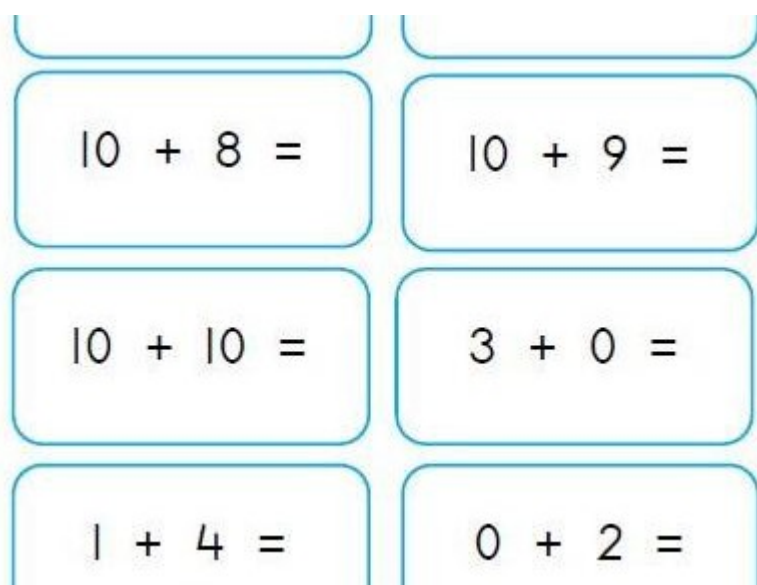 10 + 8 =
10 + 9 =
10 + 10 =
3 + 0 =
1 + 4 =
0 + 2 =